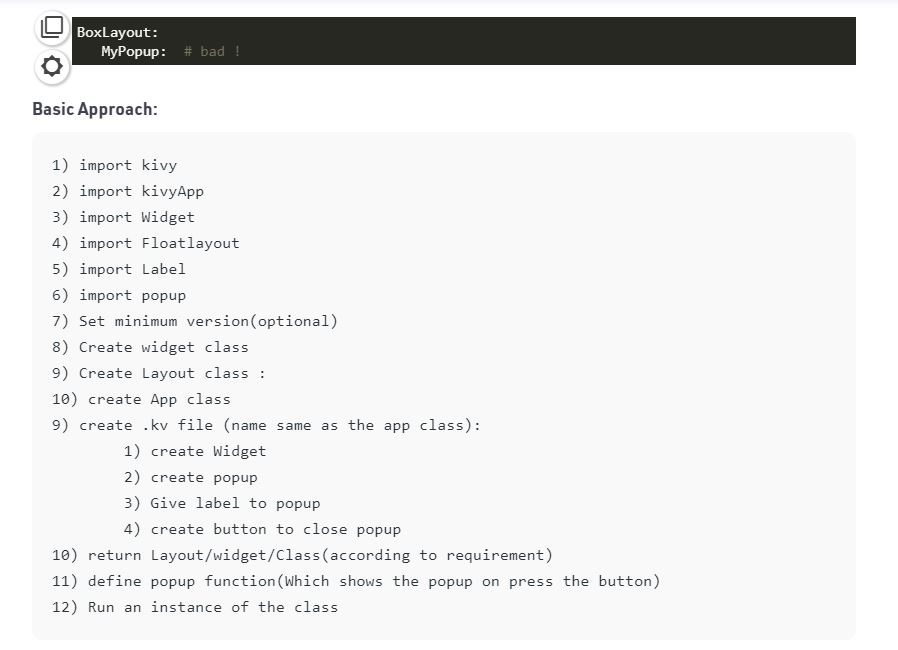 BoxLayout:
MyPopup:  # bad !
Basic Approach:
1) import kivy
2) import kivyApp
3) import Widget
4) import Floatlayout
5) import Label
6) import popup
7) Set minimum version(optional)
8) Create widget class
9) Create Layout class :
10) create App class
9) create .kv file (name same as the app class):
1) create Widget
2) create popup
3) Give label to popup
4) create button to close popup
10) return Layout/widget/Class(according to requirement)
11) define popup function(Which shows the popup on press the button)
12) Run an instance of the class